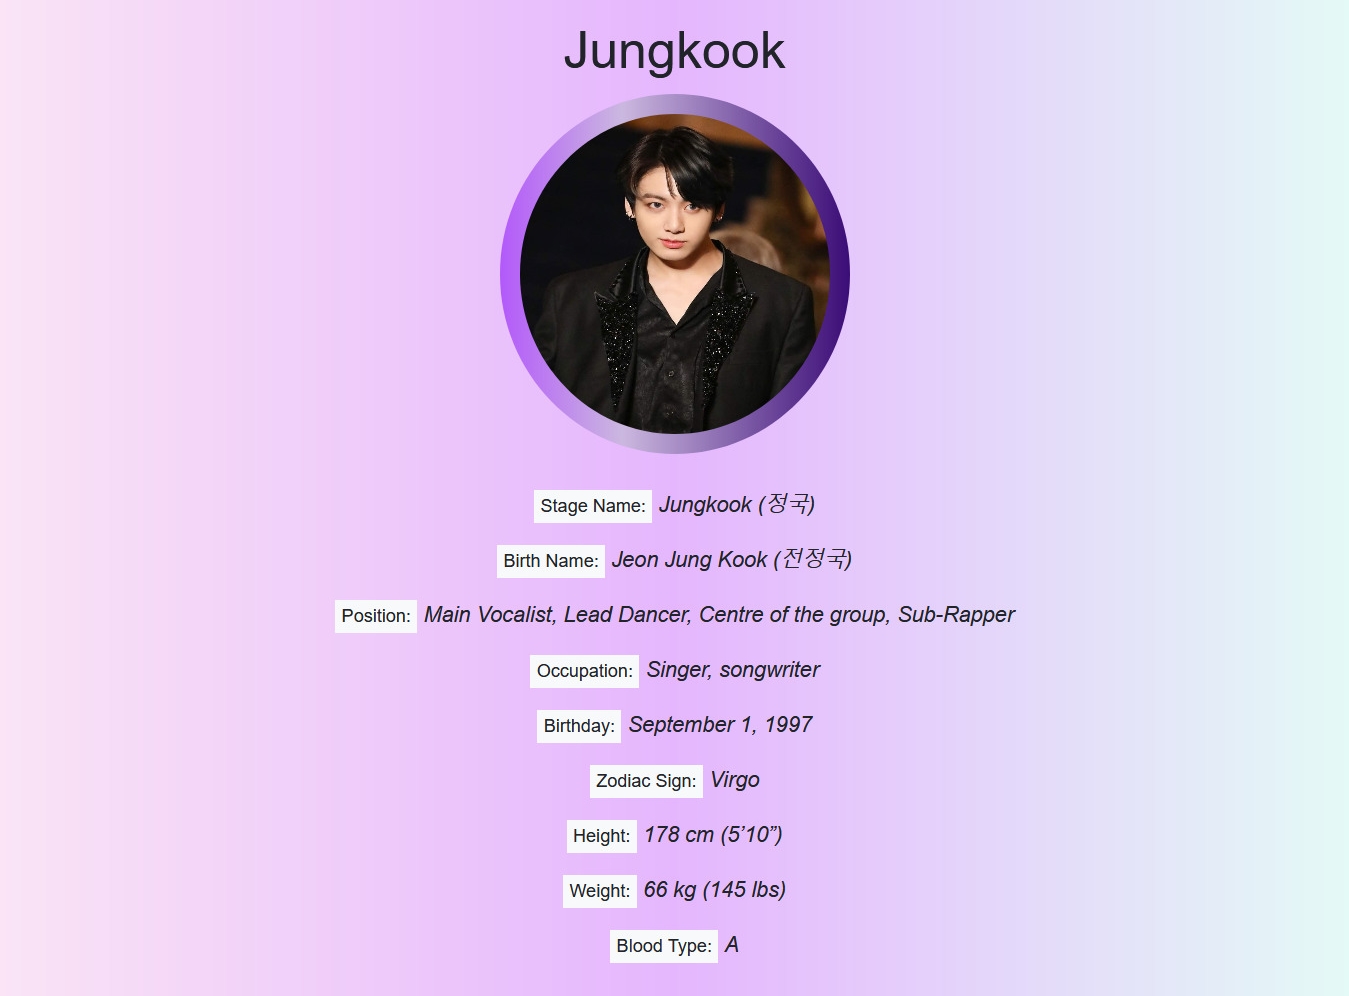 Jungkook
Stage Name: Jungkook (정국)
Birth Name: Jeon Jung Kook (전정국)
Position: Main Vocalist, Lead Dancer, Centre of the group, Sub-Rapper
Occupation: Singer, songwriter
Birthday: September 1, 1997
Zodiac Sign: Virgo
Height: 178 cm (5’10”)
Weight: 66 kg (145 lbs)
Blood Type: A